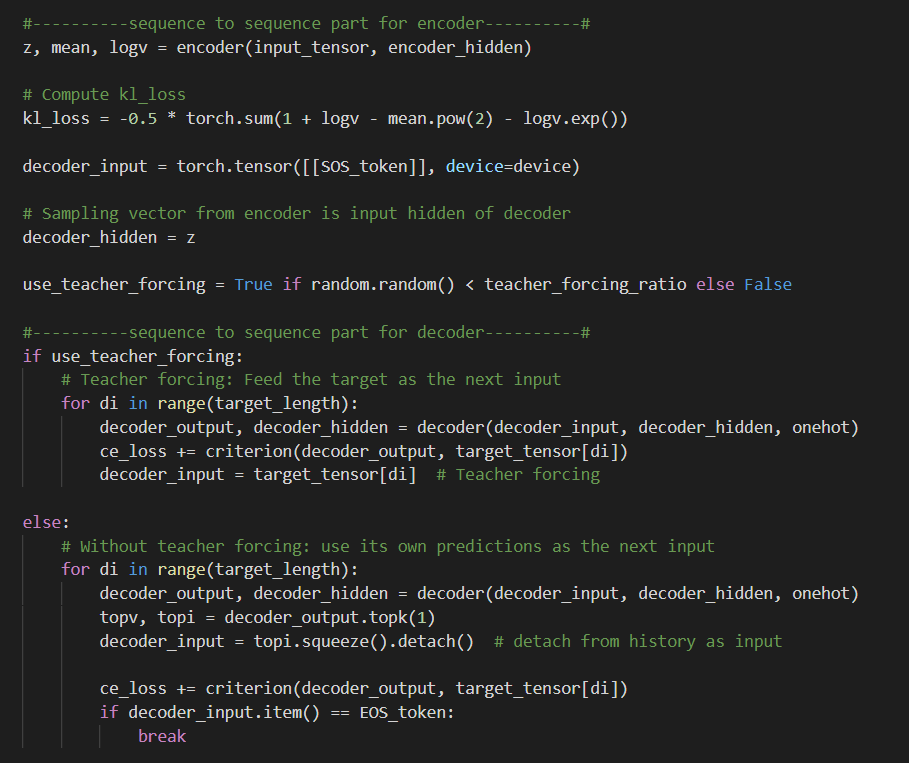 #----------sequence to sequence part for encoder----------#
z, mean, logv = encoder(input_tensor, encoder_hidden)
# Compute kl_loss
kl_loss = -0.5 * torch.sum(1 + logv - mean.pow(2) - logv.exp())
decoder_input = torch.tensor([[SOS_token]], device=device)
# Sampling vector from encoder is input hidden of decoder
decoder_hidden = z
use_teacher_forcing = True if random.random() < teacher_forcing_ratio else False
#----------sequence to sequence part for decoder----------#
if use_teacher_forcing:
    # Teacher forcing: Feed the target as the next input
    for di in range(target_length):
        decoder_output, decoder_hidden = decoder(decoder_input, decoder_hidden, onehot)
        ce_loss += criterion(decoder_output, target_tensor[di])
        decoder_input = target_tensor[di]  # Teacher forcing
else:
    # Without teacher forcing: use its own predictions as the next input
    for di in range(target_length):
        decoder_output, decoder_hidden = decoder(decoder_input, decoder_hidden, onehot)
        topv, topi = decoder_output.topk(1)
        decoder_input = topi.squeeze().detach()  # detach from history as input
        ce_loss += criterion(decoder_output, target_tensor[di])
        if decoder_input.item() == EOS_token:
            break